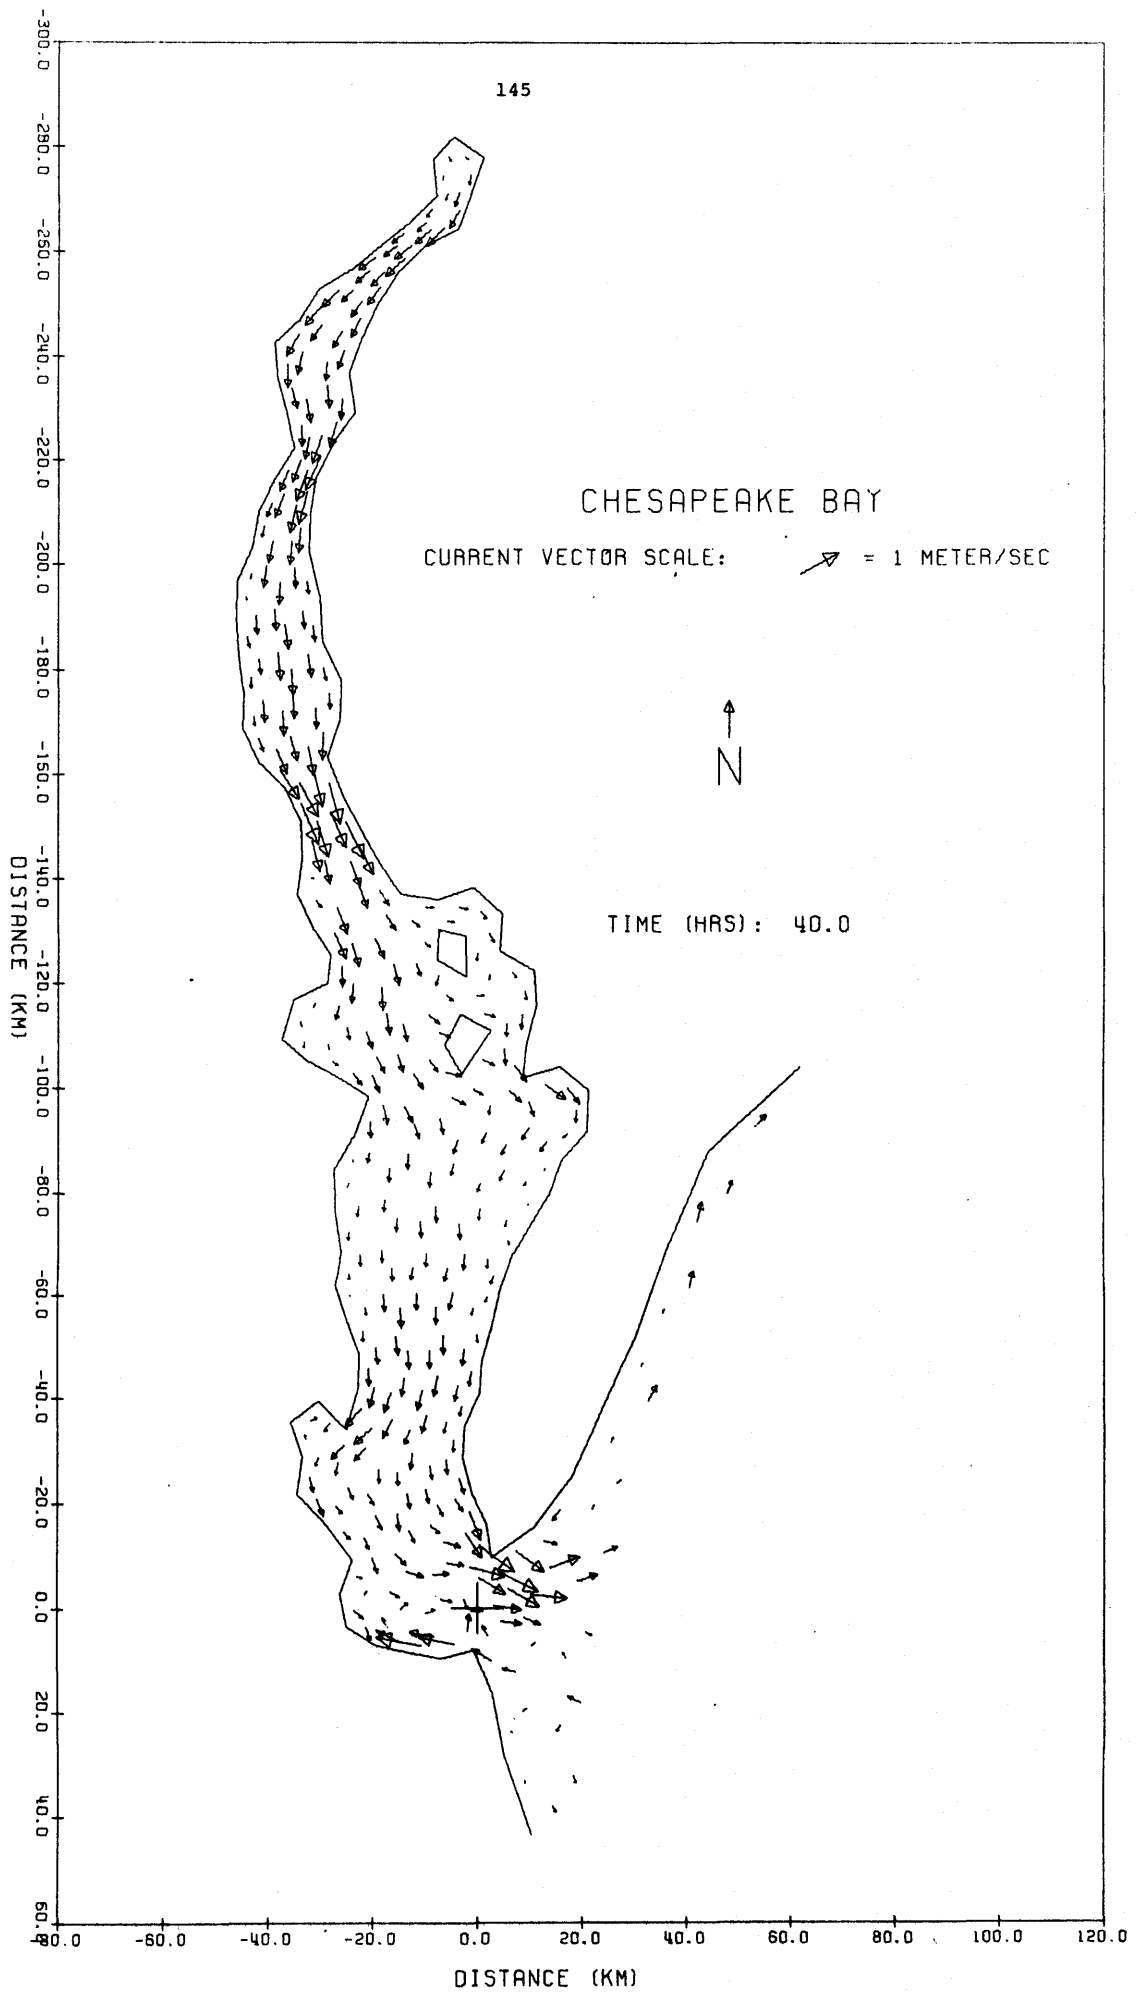 145
-300.0
-280.0
-260.0
-240.0
-220.0
-200.0
-180.0
-160.0
-140.0
-120.0
-100.0
-80.0
-60.0
-40.0
-20.0
0.0
20.0
40.0
60.
DISTANCE (KM)
CHESAPEAKE BAY
CURRENT VECTOR SCALE: = 1 METER/SEC
N
TIME (HRS): 40.0
-80.0 -60.0 -40.0 -20.0 0.0 20.0 40.0 60.0 80.0 100.0 120.0
DISTANCE (KM)